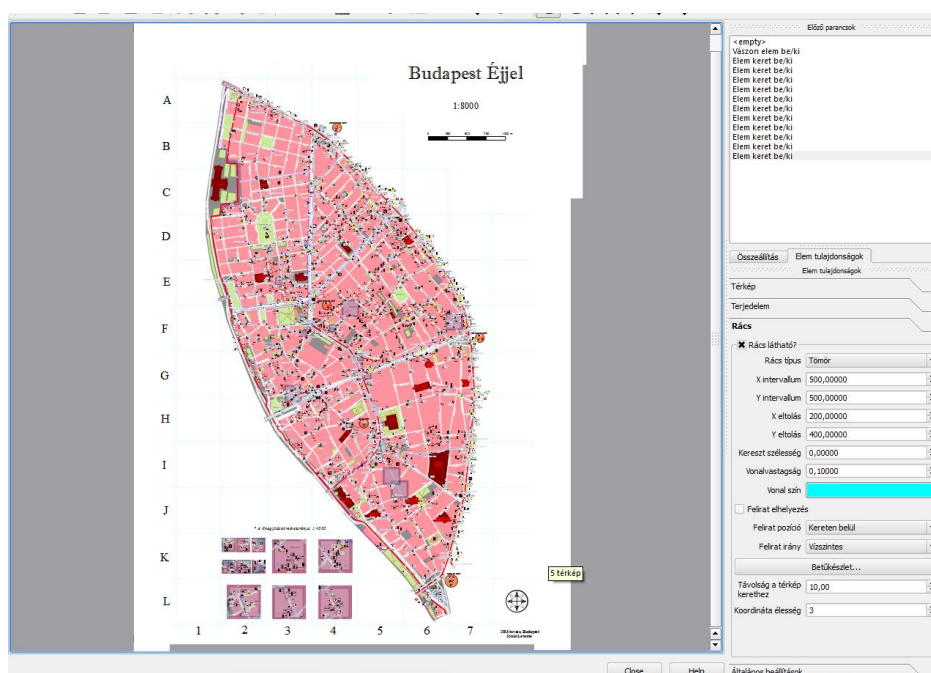 Előző parancsok
<empty>
Vászon elem be/ki
Elem keret be/ki
Elem keret be/ki
Elem keret be/ki
Elem keret be/ki
Elem keret be/ki
Elem keret be/ki
Elem keret be/ki
Elem keret be/ki
Elem keret be/ki
Elem keret be/ki
Elem keret be/ki
Budapest Éjjel
1:8000
A
B
C
D
E
F
G
H
I
J
K
L
1 2 3 4 5 6 7
5 térkép
Összeállítás Elem tulajdonságok
Elem tulajdonságok
Térkép
Terjedelem
Rács
Rács látható?
Rács típus Tömör
X intervallum 500,00000
Y intervallum 500,00000
X eltolás 200,00000
Y eltolás 400,00000
Kereszt szélesség 0,00000
Vonalvastagság 0,10000
Vonal szín
Felirat elhelyezés
Felirat pozíció Kereten belül
Felirat irány Vízszintes
Betűkészlet...
Távolság a térkép kerethez 10,00
Koordináta élesség 3
Close Help
Általános beállítások